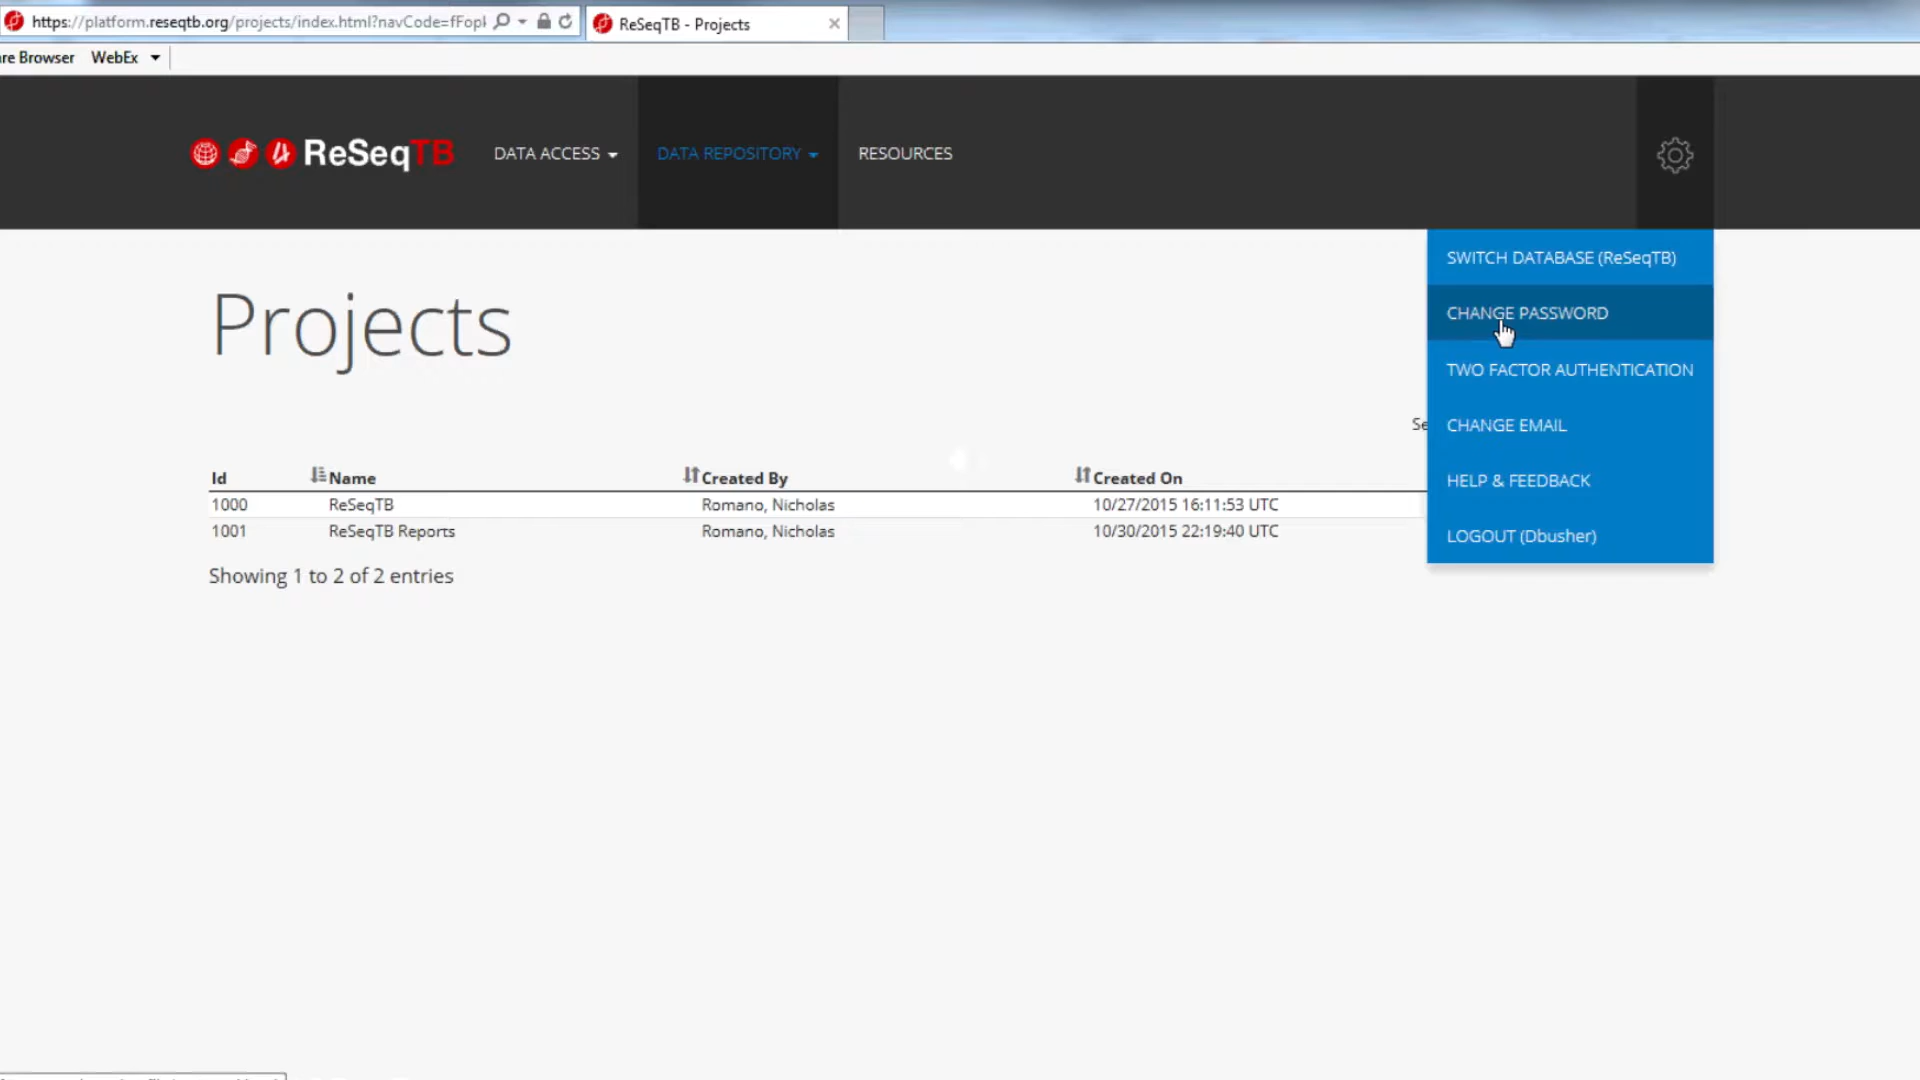 https://platform.reseqtb.org/projects/index.html?navCode=fFopl
ReSeqTB - Projects
re Browser WebEx
ReSeqTB DATA ACCESS DATA REPOSITORY RESOURCES
SWITCH DATABASE (ReSeqTB)
CHANGE PASSWORD
TWO FACTOR AUTHENTICATION
CHANGE EMAIL
HELP & FEEDBACK
LOGOUT (Dbusher)
Projects
Se
Id Name Created By Created On
1000 ReSeqTB Romano, Nicholas 10/27/2015 16:11:53 UTC
1001 ReSeqTB Reports Romano, Nicholas 10/30/2015 22:19:40 UTC
Showing 1 to 2 of 2 entries